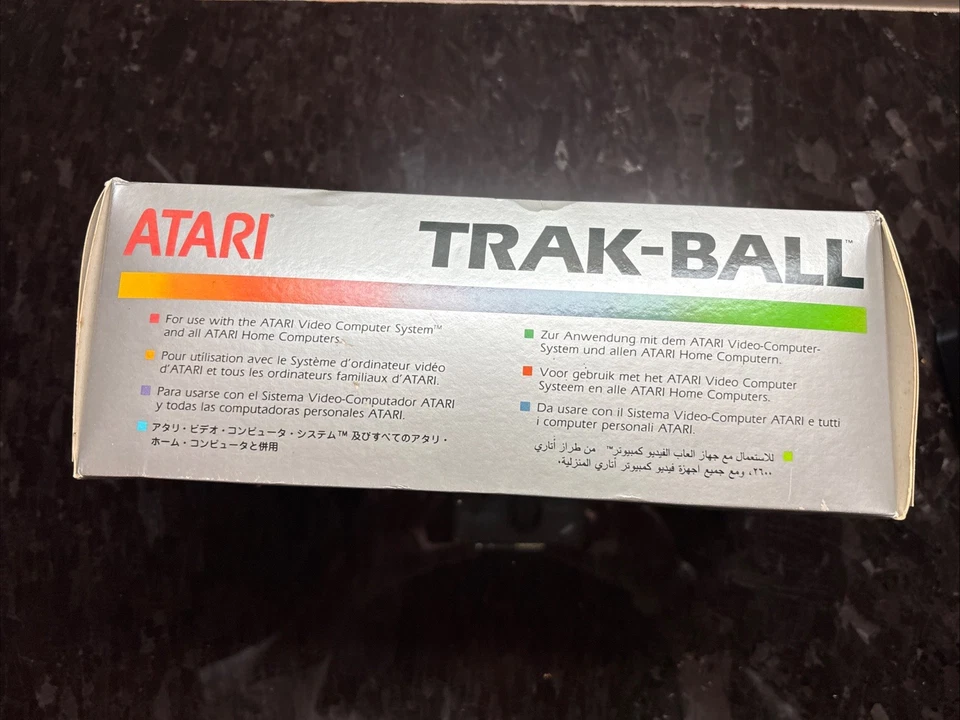 ATARI®
TRAK-BALL™
For use with the ATARI Video Computer System™
and all ATARI Home Computers.
Pour utilisation avec le Système d'ordinateur vidéo
d'ATARI et tous les ordinateurs familiaux d'ATARI.
Para usarse con el Sistema Video-Computador ATARI
y todas las computadoras personales ATARI.
アタリ・ビデオ・コンピュータ・システム™ 及びすべてのアタリ・
ホーム・コンピュータと併用
Zur Anwendung mit dem ATARI Video-Computer-
System und allen ATARI Home Computern.
Voor gebruik met het ATARI Video Computer
Systeem en alle ATARI Home Computers.
Da usare con il Sistema Video-Computer ATARI e tutti
i computer personali ATARI.
للاستعمال مع جهاز العاب الفيديو كمبيوتر™ من طراز أتاري
٢٦٠٠، ومع جميع اجهزة فيديو كمبيوتر أتاري المنزلية.